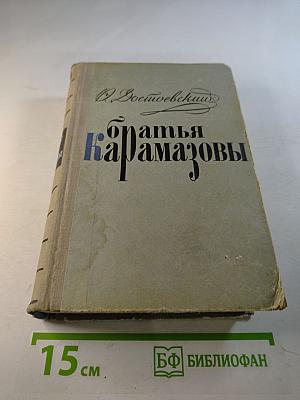 Ф. Достоевский
братья
Карамазовы
15 см
БФ БИБЛИОФАН